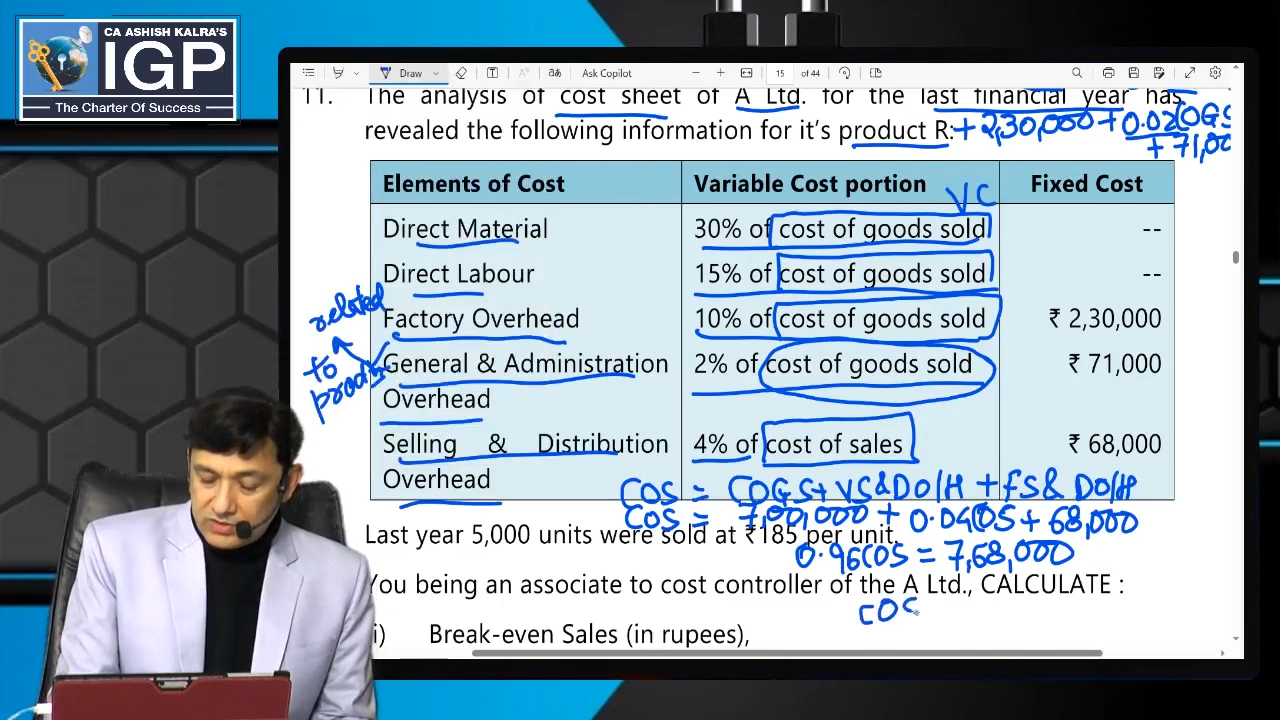 CA ASHISH KALRA'S
IGP
The Charter Of Success
Draw
Ask Copilot
15 of 44
11. The analysis of cost sheet of A Ltd. for the last financial year has
revealed the following information for it's product R:
+ 2,30,000 + 0.02COGS
+ 71,00
Elements of Cost Variable Cost portion Fixed Cost
VC
Direct Material 30% of cost of goods sold --
Direct Labour 15% of cost of goods sold --
Factory Overhead 10% of cost of goods sold ₹ 2,30,000
General & Administration 2% of cost of goods sold ₹ 71,000
Overhead
Selling & Distribution 4% of cost of sales ₹ 68,000
Overhead
related
to
COS = COGS + VS&DO/H + FS& DO/H
COS = 7,00,000 + 0.04COS + 68,000
Last year 5,000 units were sold at ₹185 per unit.
0.96COS = 7,68,000
You being an associate to cost controller of the A Ltd., CALCULATE :
COS
i) Break-even Sales (in rupees),